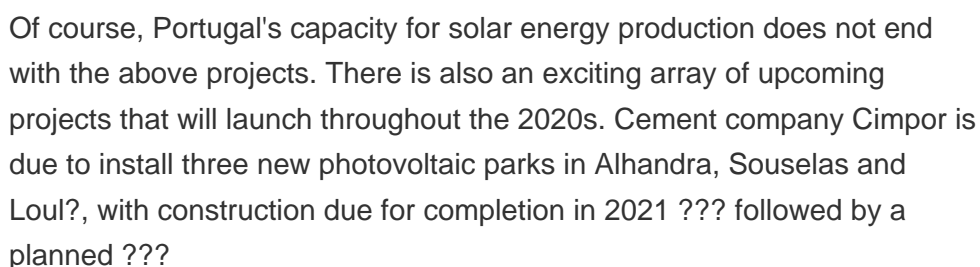 Of course, Portugal's capacity for solar energy production does not end
with the above projects. There is also an exciting array of upcoming
projects that will launch throughout the 2020s. Cement company Cimpor is
due to install three new photovoltaic parks in Alhandra, Souselas and
Loul?, with construction due for completion in 2021 ??? followed by a
planned ???